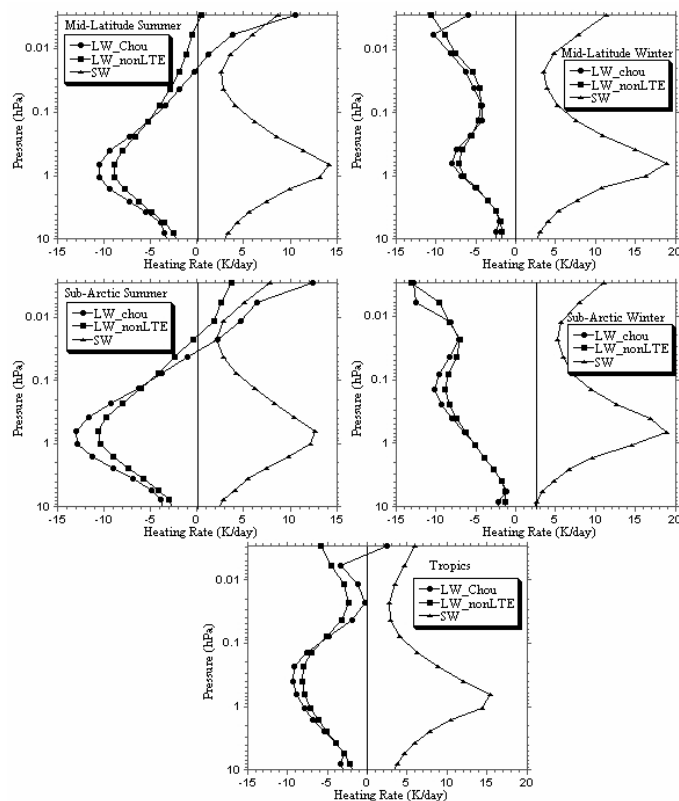 Mid-Latitude Summer
LW_Chou
LW_nonLTE
SW
0.01
0.1
1
10
Pressure (hPa)
-15 -10 -5 0 5 10 15
Heating Rate (K/day)
Mid-Latitude Winter
LW_chou
LW_nonLTE
SW
0.01
0.1
1
10
Pressure (hPa)
-15 -10 -5 0 5 10 15 20
Heating Rate (K/day)
Sub-Arctic Summer
LW_chou
LW_nonLTE
SW
0.01
0.1
1
10
Pressure (hPa)
-15 -10 -5 0 5 10 15
Heating Rate (K/day)
Sub-Arctic Winter
LW_chou
LW_nonLTE
SW
0.01
0.1
1
10
Pressure (hPa)
-15 -10 -5 0 5 10 15 20
Heating Rate (K/day)
Tropics
LW_Chou
LW_nonLTE
SW
0.01
0.1
1
10
Pressure (hPa)
-15 -10 -5 0 5 10 15 20
Heating Rate (K/day)